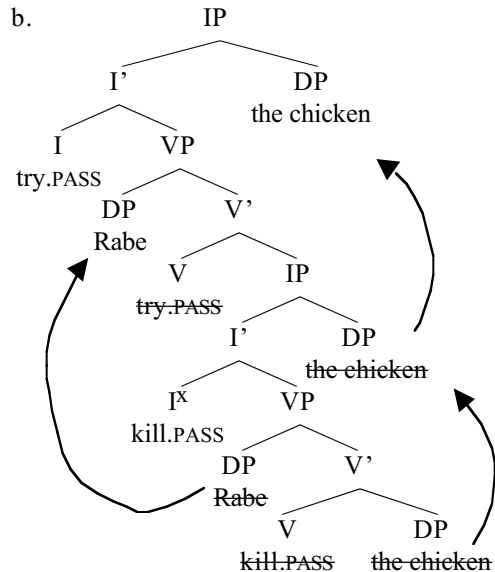 b. IP
I’ DP
the chicken
I VP
try.PASS
DP V’
Rabe
V IP
try.PASS
I’ DP
the chicken
Iˣ VP
kill.PASS
DP V’
Rabe
V DP
kill.PASS the chicken